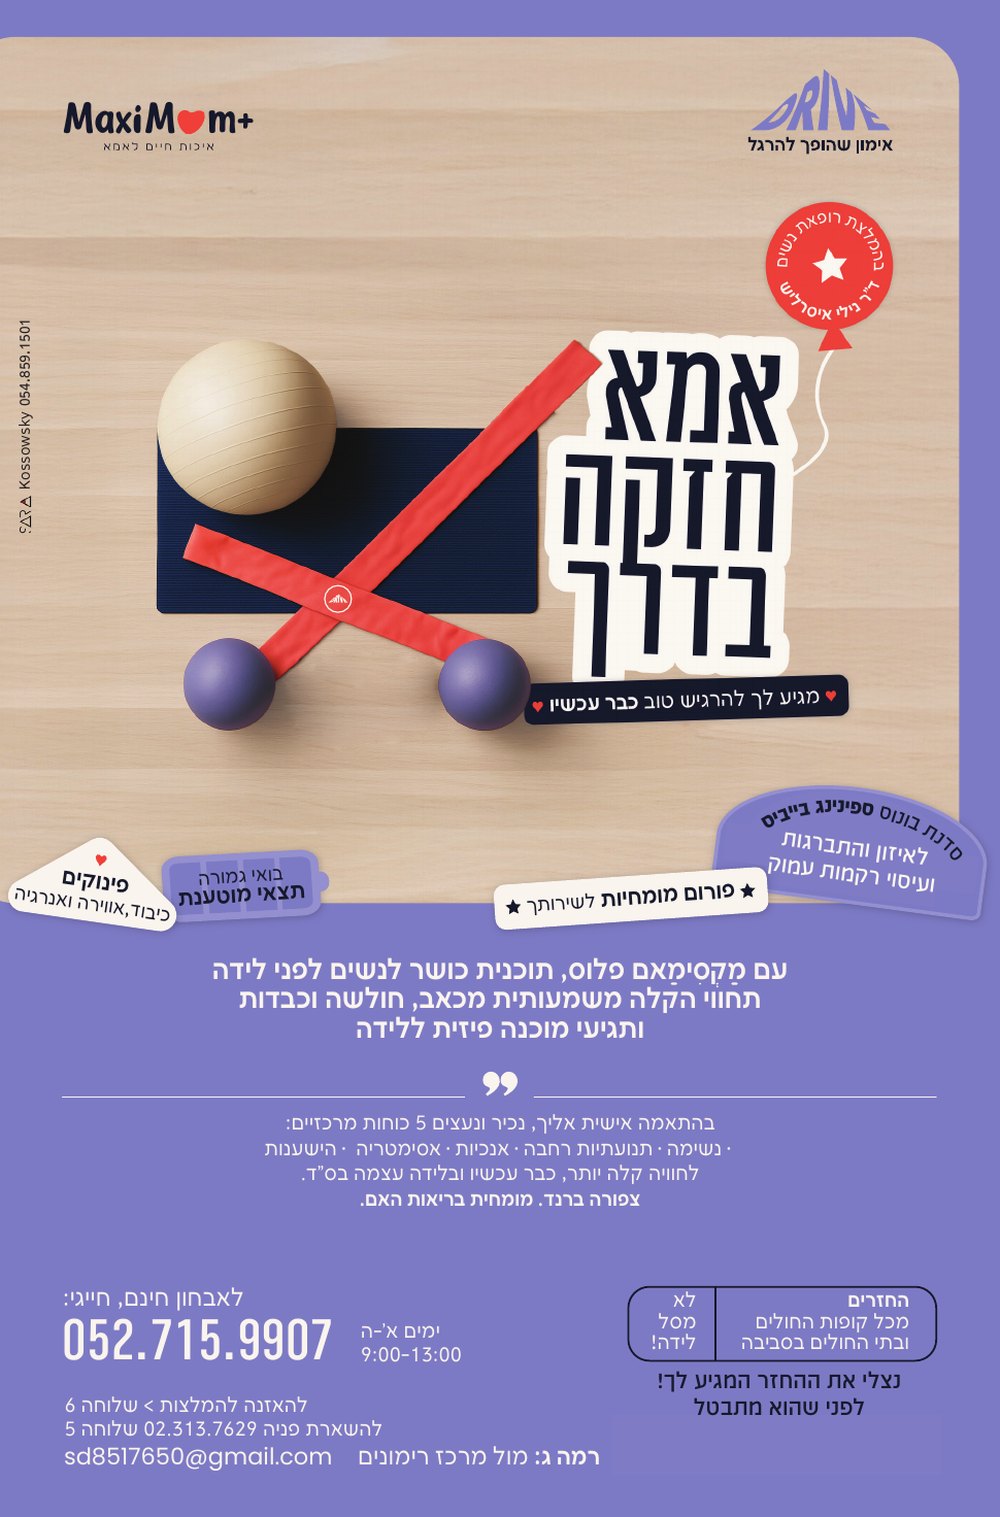 MaxiMom+
איכות חיים לאמא
DRIVE
אימון שהופך להרגל
בהמלצת רופאת נשים
ד"ר נילי איסרליש
SARA Kossowsky 054.859.1501
אמא
חזקה
בדרך
מגיע לך להרגיש טוב כבר עכשיו
סדנת בונוס ספינינג בייביס
לאיזון והתברגות
ועיסוי רקמות עמוק
פורום מומחיות לשירותך
בואי גמורה
תצאי מוטענת
פינוקים
כיבוד,אווירה ואנרגיה
עם מַקְסִימַאם פלוס, תוכנית כושר לנשים לפני לידה
תחווי הקלה משמעותית מכאב, חולשה וכבדות
ותגיעי מוכנה פיזית ללידה
בהתאמה אישית אליך, נכיר ונעצים 5 כוחות מרכזיים:
· נשימה · תנועתיות רחבה · אנכיות · אסימטריה · הישענות
לחוויה קלה יותר, כבר עכשיו ובלידה עצמה בס"ד.
צפורה ברנד. מומחית בריאות האם.
החזרים
מכל קופות החולים
ובתי החולים בסביבה
לא
מסל
לידה!
נצלי את ההחזר המגיע לך!
לפני שהוא מתבטל
לאבחון חינם, חייגי:
052.715.9907
ימים א'-ה
9:00-13:00
להאזנה להמלצות > שלוחה 6
להשארת פניה 02.313.7629 שלוחה 5
רמה ג: מול מרכז רימונים
sd8517650@gmail.com